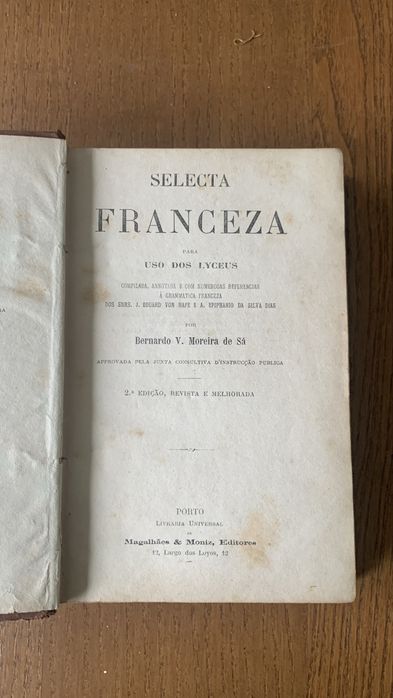 SELECTA
FRANCEZA
PARA
USO DOS LYCEUS
COMPILADA, ANNOTADA E COM NUMEROSAS REFERENCIAS
Á GRAMMATICA FRANCEZA
DOS SNRS. J. EDUARD VON HAFE E A. EPIPHANIO DA SILVA DIAS
POR
Bernardo V. Moreira de Sá
APPROVADA PELA JUNTA CONSULTIVA D'INSTRUCÇÃO PUBLICA
2.ª EDIÇÃO, REVISTA E MELHORADA
PORTO
LIVRARIA UNIVERSAL
DE
Magalhães & Moniz, Editores
12, Largo dos Loyos, 12